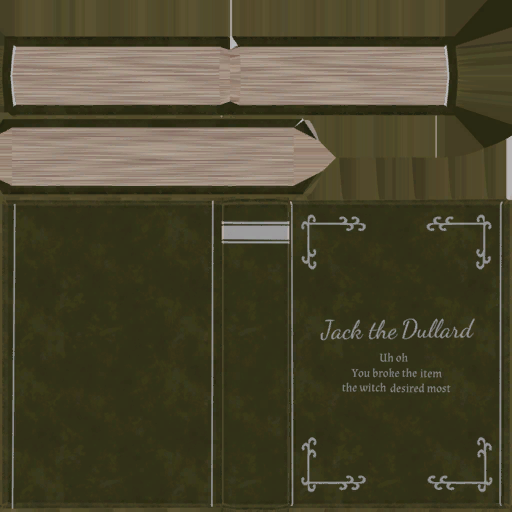 Jack the Dullard
Uh oh
You broke the item
the witch desired most